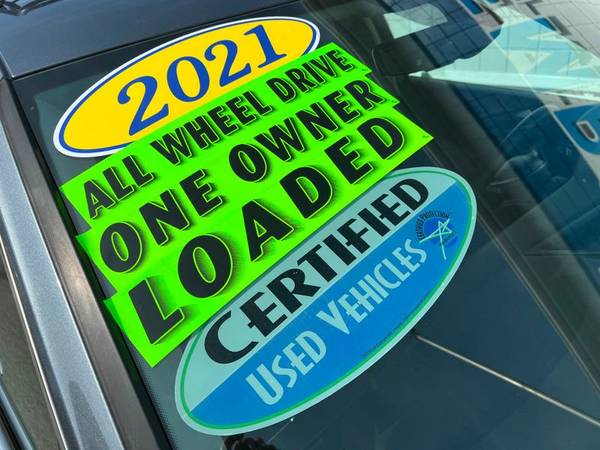 2021
ALL WHEEL DRIVE
ONE OWNER
LOADED
CERTIFIED
USED VEHICLES